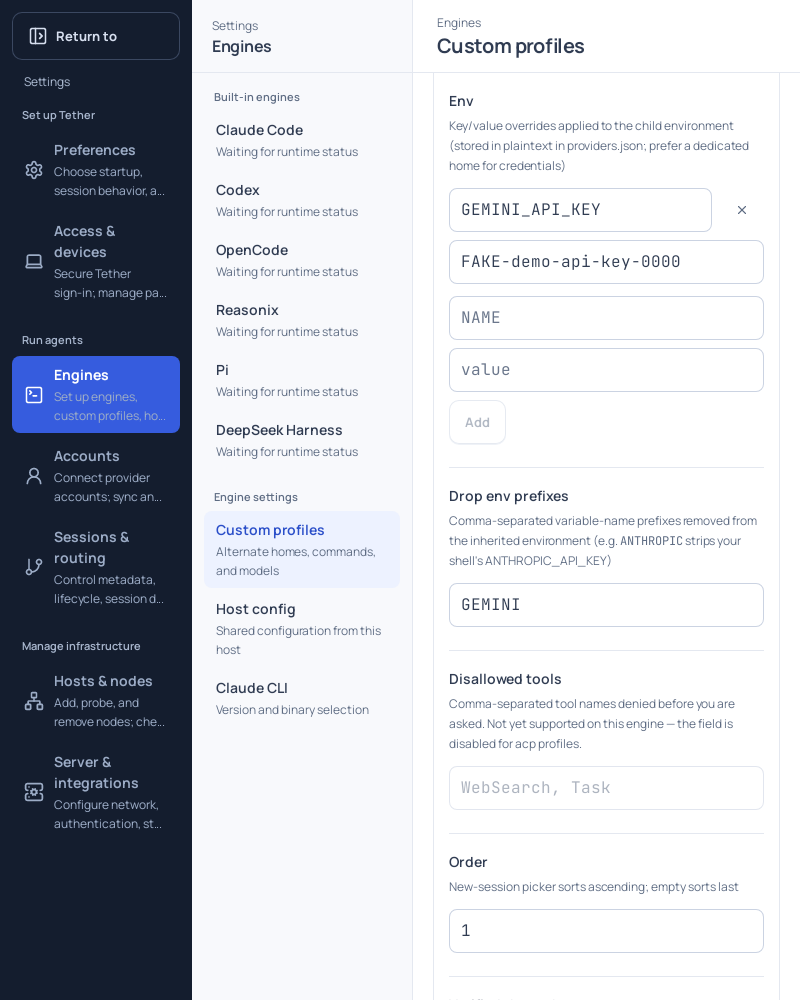 Return to
Settings
Set up Tether
Preferences
Choose startup,
session behavior, a...
Access &
devices
Secure Tether
sign-in; manage pa...
Run agents
Engines
Set up engines,
custom profiles, ho...
Accounts
Connect provider
accounts; sync an...
Sessions &
routing
Control metadata,
lifecycle, session d...
Manage infrastructure
Hosts & nodes
Add, probe, and
remove nodes; che...
Server &
integrations
Configure network,
authentication, st...
Settings
Engines
Built-in engines
Claude Code
Waiting for runtime status
Codex
Waiting for runtime status
OpenCode
Waiting for runtime status
Reasonix
Waiting for runtime status
Pi
Waiting for runtime status
DeepSeek Harness
Waiting for runtime status
Engine settings
Custom profiles
Alternate homes, commands,
and models
Host config
Shared configuration from this
host
Claude CLI
Version and binary selection
Engines
Custom profiles
Env
Key/value overrides applied to the child environment
(stored in plaintext in providers.json; prefer a dedicated
home for credentials)
GEMINI_API_KEY
FAKE-demo-api-key-0000
NAME
value
Add
Drop env prefixes
Comma-separated variable-name prefixes removed from
the inherited environment (e.g. ANTHROPIC strips your
shell's ANTHROPIC_API_KEY)
GEMINI
Disallowed tools
Comma-separated tool names denied before you are
asked. Not yet supported on this engine — the field is
disabled for acp profiles.
WebSearch, Task
Order
New-session picker sorts ascending; empty sorts last
1